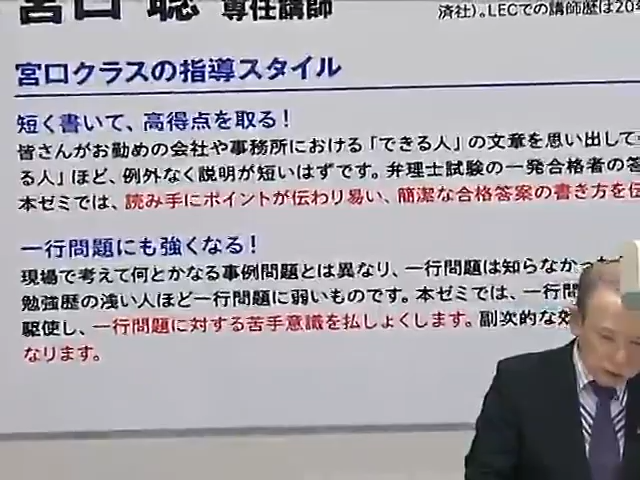 宮口 聡 専任講師
済社)。LECでの講師歴は20年
宮口クラスの指導スタイル
短く書いて、高得点を取る！
皆さんがお勤めの会社や事務所における「できる人」の文章を思い出して
る人」ほど、例外なく説明が短いはずです。弁理士試験の一発合格者の答
本ゼミでは、読み手にポイントが伝わり易い、簡潔な合格答案の書き方を伝
一行問題にも強くなる！
現場で考えて何とかなる事例問題とは異なり、一行問題は知らなかった
勉強歴の浅い人ほど一行問題に弱いものです。本ゼミでは、一行問
駆使し、一行問題に対する苦手意識を払しょくします。副次的な効
なります。